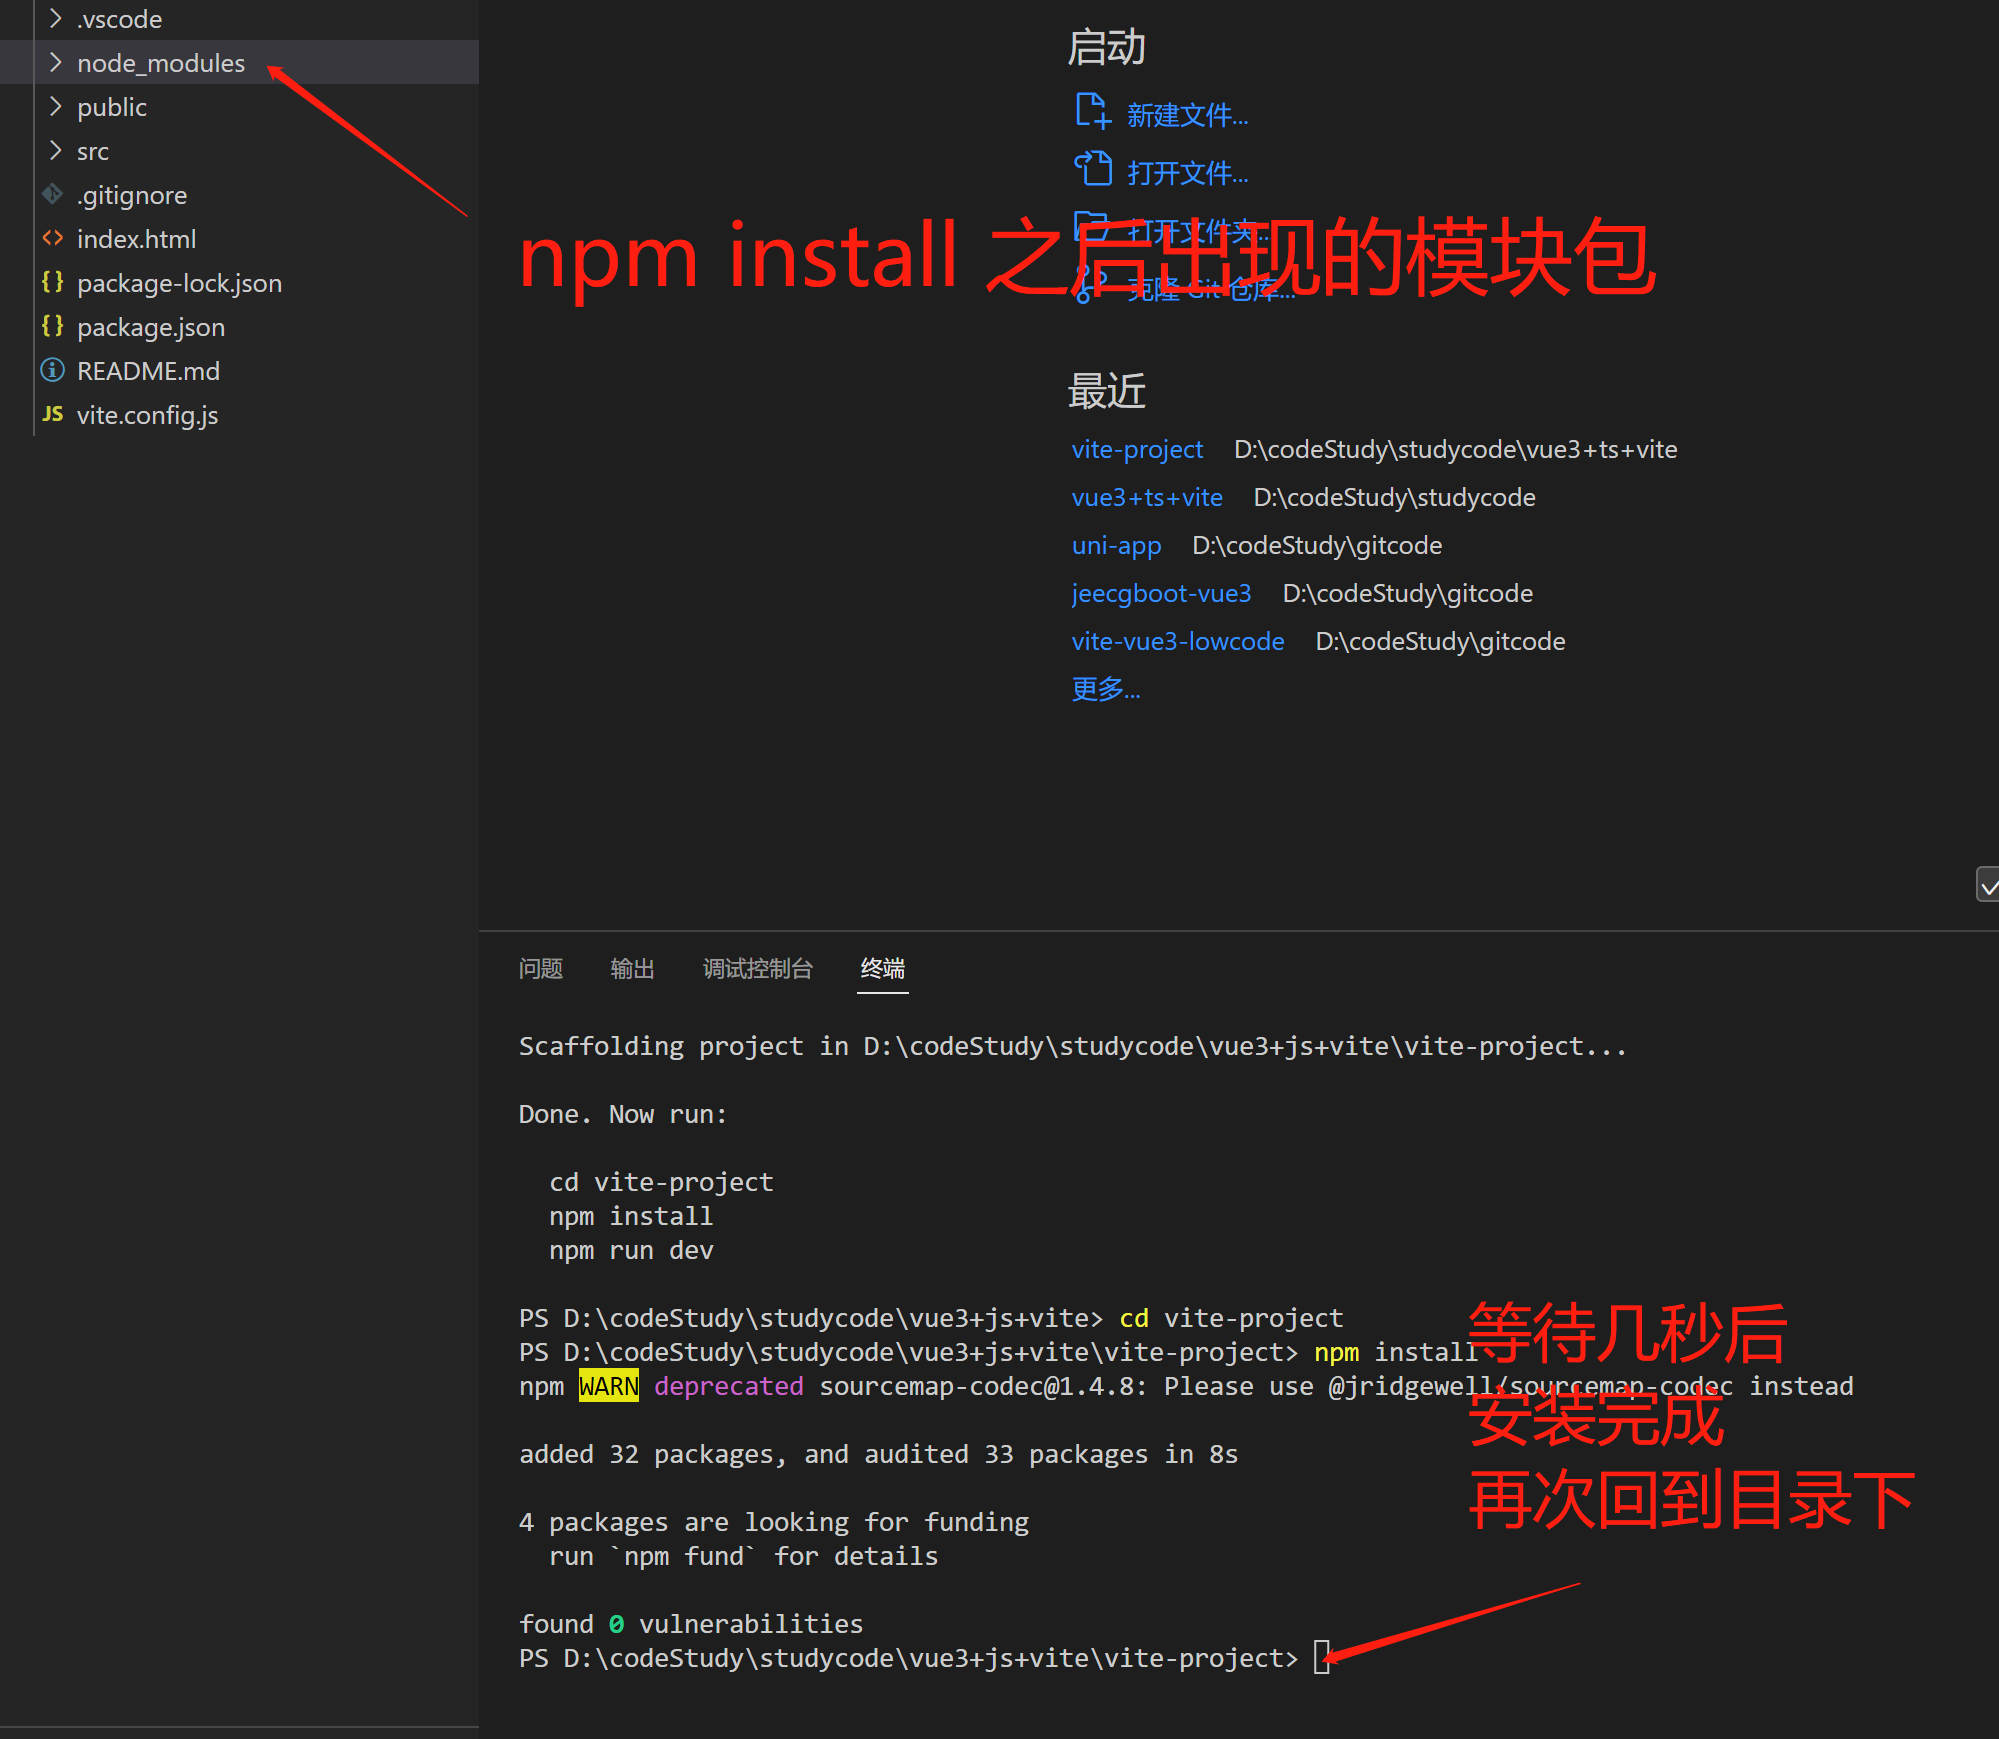 .vscode
node_modules
public
src
.gitignore
index.html
package-lock.json
package.json
README.md
JS vite.config.js
启动
新建文件...
打开文件...
打开文件夹...
克隆 Git 仓库...
npm install 之后出现的模块包
最近
vite-project D:\codeStudy\studycode\vue3+ts+vite
vue3+ts+vite D:\codeStudy\studycode
uni-app D:\codeStudy\gitcode
jeecgboot-vue3 D:\codeStudy\gitcode
vite-vue3-lowcode D:\codeStudy\gitcode
更多...
问题 输出 调试控制台 终端
Scaffolding project in D:\codeStudy\studycode\vue3+js+vite\vite-project...
Done. Now run:
cd vite-project
npm install
npm run dev
PS D:\codeStudy\studycode\vue3+js+vite> cd vite-project
PS D:\codeStudy\studycode\vue3+js+vite\vite-project> npm install
npm WARN deprecated sourcemap-codec@1.4.8: Please use @jridgewell/sourcemap-codec instead
added 32 packages, and audited 33 packages in 8s
4 packages are looking for funding
run `npm fund` for details
found 0 vulnerabilities
PS D:\codeStudy\studycode\vue3+js+vite\vite-project>
等待几秒后
安装完成
再次回到目录下